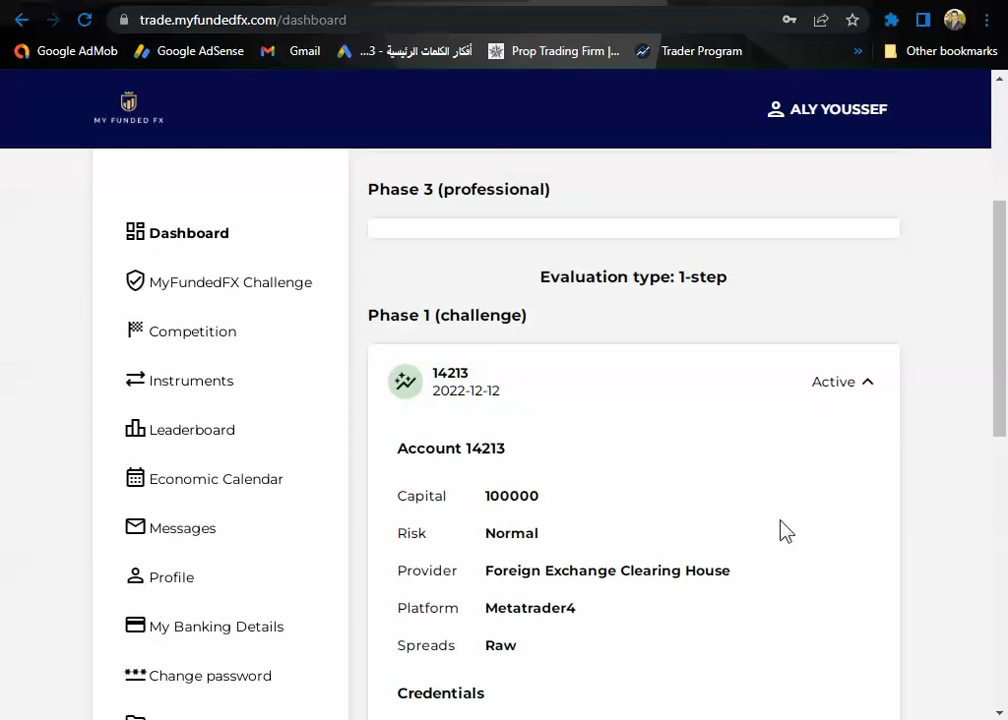 trade.myfundedfx.com/dashboard
Google AdMob
Google AdSense
Gmail
أفكار الكلمات الرئيسية - 3...
Prop Trading Firm |...
Trader Program
»
Other bookmarks
MY FUNDED FX
ALY YOUSSEF
Dashboard
MyFundedFX Challenge
Competition
Instruments
Leaderboard
Economic Calendar
Messages
Profile
My Banking Details
Change password
Phase 3 (professional)
Evaluation type: 1-step
Phase 1 (challenge)
14213
2022-12-12
Active
Account 14213
Capital 100000
Risk Normal
Provider Foreign Exchange Clearing House
Platform Metatrader4
Spreads Raw
Credentials